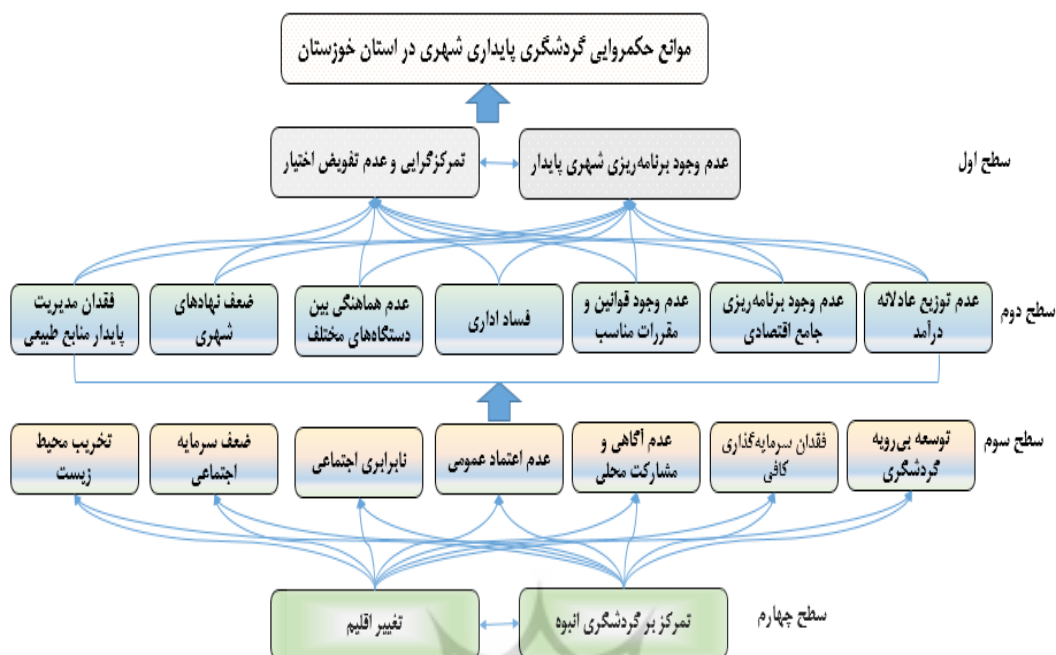 موانع حکمروایی گردشگری پایداری شهری در استان خوزستان
سطح اول
عدم وجود برنامه‌ریزی شهری پایدار
تمرکزگرایی و عدم تفویض اختیار
سطح دوم
عدم توزیع عادلانه
درآمد
عدم وجود برنامه‌ریزی
جامع اقتصادی
عدم وجود قوانین و
مقررات مناسب
فساد اداری
عدم هماهنگی بین
دستگاه‌های مختلف
ضعف نهادهای
شهری
فقدان مدیریت
پایدار منابع طبیعی
سطح سوم
توسعه بی‌رویه
گردشگری
فقدان سرمایه‌گذاری
کافی
عدم آگاهی و
مشارکت محلی
عدم اعتماد عمومی
نابرابری اجتماعی
ضعف سرمایه
اجتماعی
تخریب محیط
زیست
سطح چهارم
تمرکز بر گردشگری انبوه
تغییر اقلیم